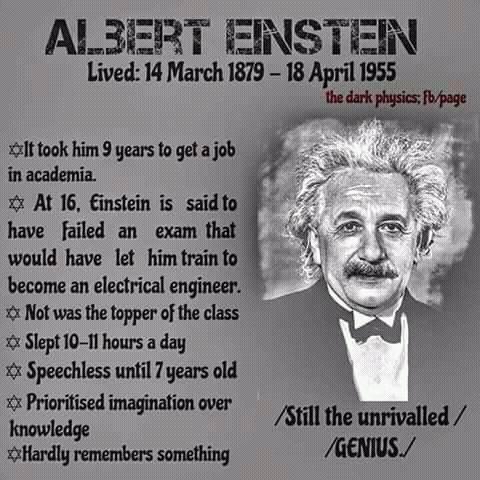 ALBERT EINSTEIN
Lived: 14 March 1879 – 18 April 1955
the dark physics; fb/page
✡It took him 9 years to get a job
in academia.
✡ At 16, Einstein is said to
have failed an exam that
would have let him train to
become an electrical engineer.
✡ Not was the topper of the class
✡ Slept 10-11 hours a day
✡ Speechless until 7 years old
✡ Prioritised imagination over
knowledge
✡Hardly remembers something
/Still the unrivalled /
/GENIUS./